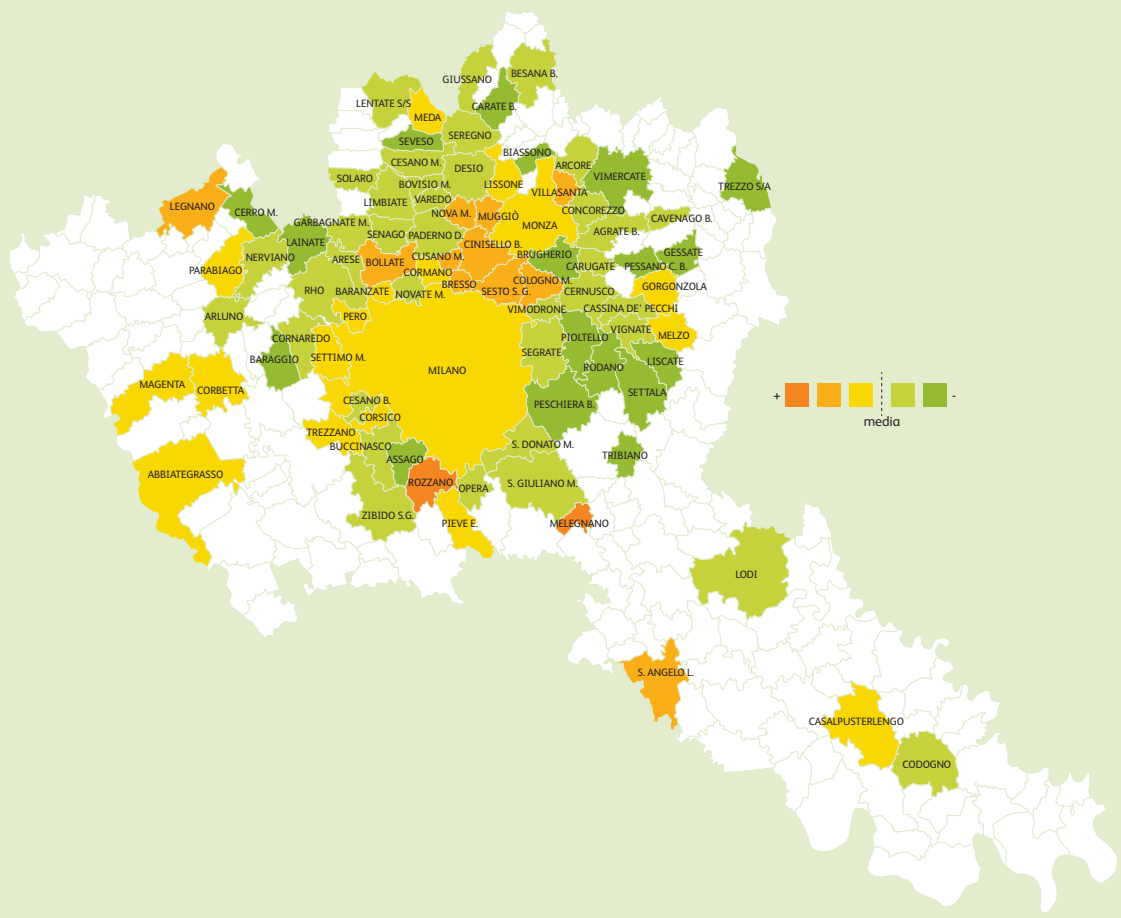 BESANA B.
GIUSSANO
LENTATE S/S
CARATE B.
MEDA
SEREGNO
SEVESO
BIASSONO
CESANO M.
DESIO
ARCORE
SOLARO
VIMERCATE
BOVISIO M.
LISSONE
TREZZO S/A
VILLASANTA
LIMBIATE
VAREDO
LEGNANO
CERRO M.
NOVA M.
MUGGIÒ
CONCOREZZO
CAVENAGO B.
GARBAGNATE M.
MONZA
AGRATE B.
SENAGO
PADERNO D.
LAINATE
CINISELLO B.
GESSATE
NERVIANO
ARESE
BOLLATE
CUSANO M.
BRUGHERIO
CARUGATE
PESSANO C. B.
PARABIAGO
CORMANO
COLOGNO M.
BRESSO
GORGONZOLA
RHO
BARANZATE
NOVATE M.
SESTO S. G.
CERNUSCO
VIMODRONE
CASSINA DE' PECCHI
ARLUNO
PERO
VIGNATE
CORNAREDO
PIOLTELLO
MELZO
BARAGGIO
SETTIMO M.
SEGRATE
LISCATE
MILANO
RODANO
MAGENTA
CORBETTA
SETTALA
CESANO B.
PESCHIERA B.
+
-
media
CORSICO
TREZZANO
BUCCINASCO
S. DONATO M.
ASSAGO
TRIBIANO
ABBIATEGRASSO
ROZZANO
OPERA
S. GIULIANO M.
ZIBIDO S.G.
PIEVE E.
MELEGNANO
LODI
S. ANGELO L.
CASALPUSTERLENGO
CODOGNO